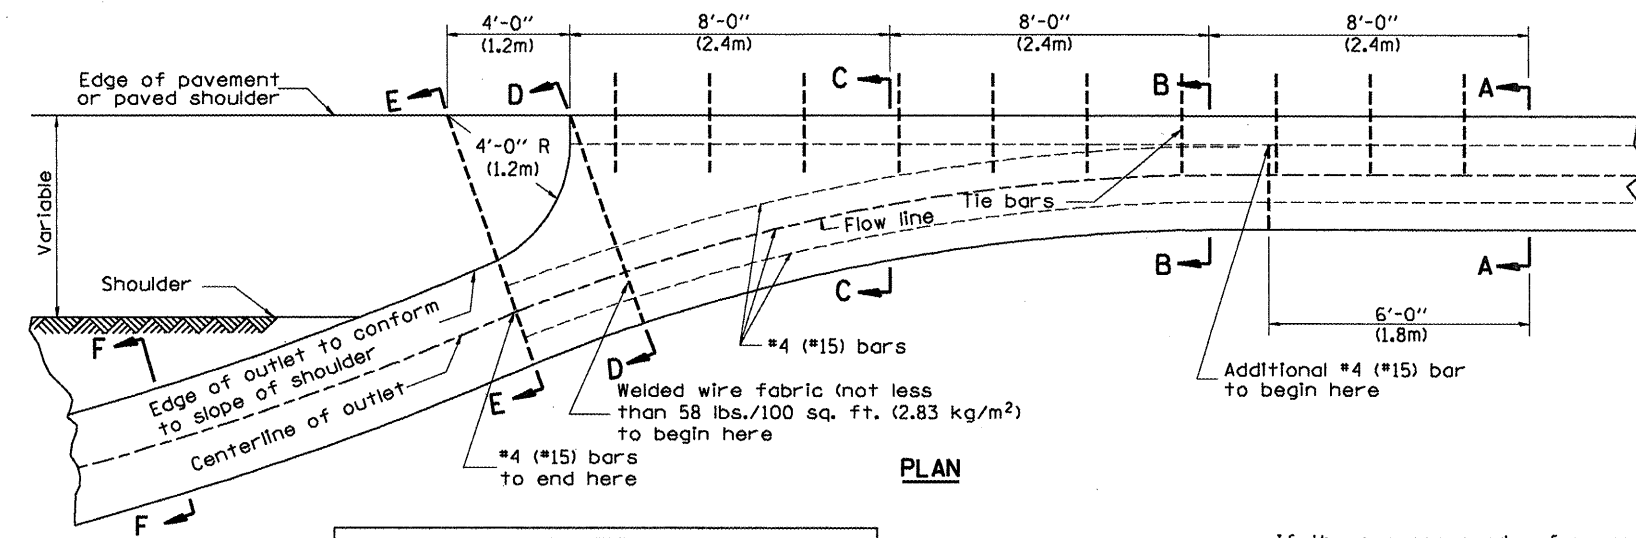 4'-0" 8'-0" 8'-0" 8'-0"
(1.2m) (2.4m) (2.4m) (2.4m)
Edge of pavement
or paved shoulder
E D C B A
4'-0" R
(1.2m)
Variable
Tie bars
Flow line
Shoulder
C B A
6'-0"
(1.8m)
F
#4 (#15) bars
D
E
Additional #4 (#15) bar
to begin here
Edge of outlet to conform
to slope of shoulder
Welded wire fabric (not less
than 58 lbs./100 sq. ft. (2.83 kg/m²)
to begin here
Centerline of outlet
#4 (#15) bars
to end here
PLAN
F